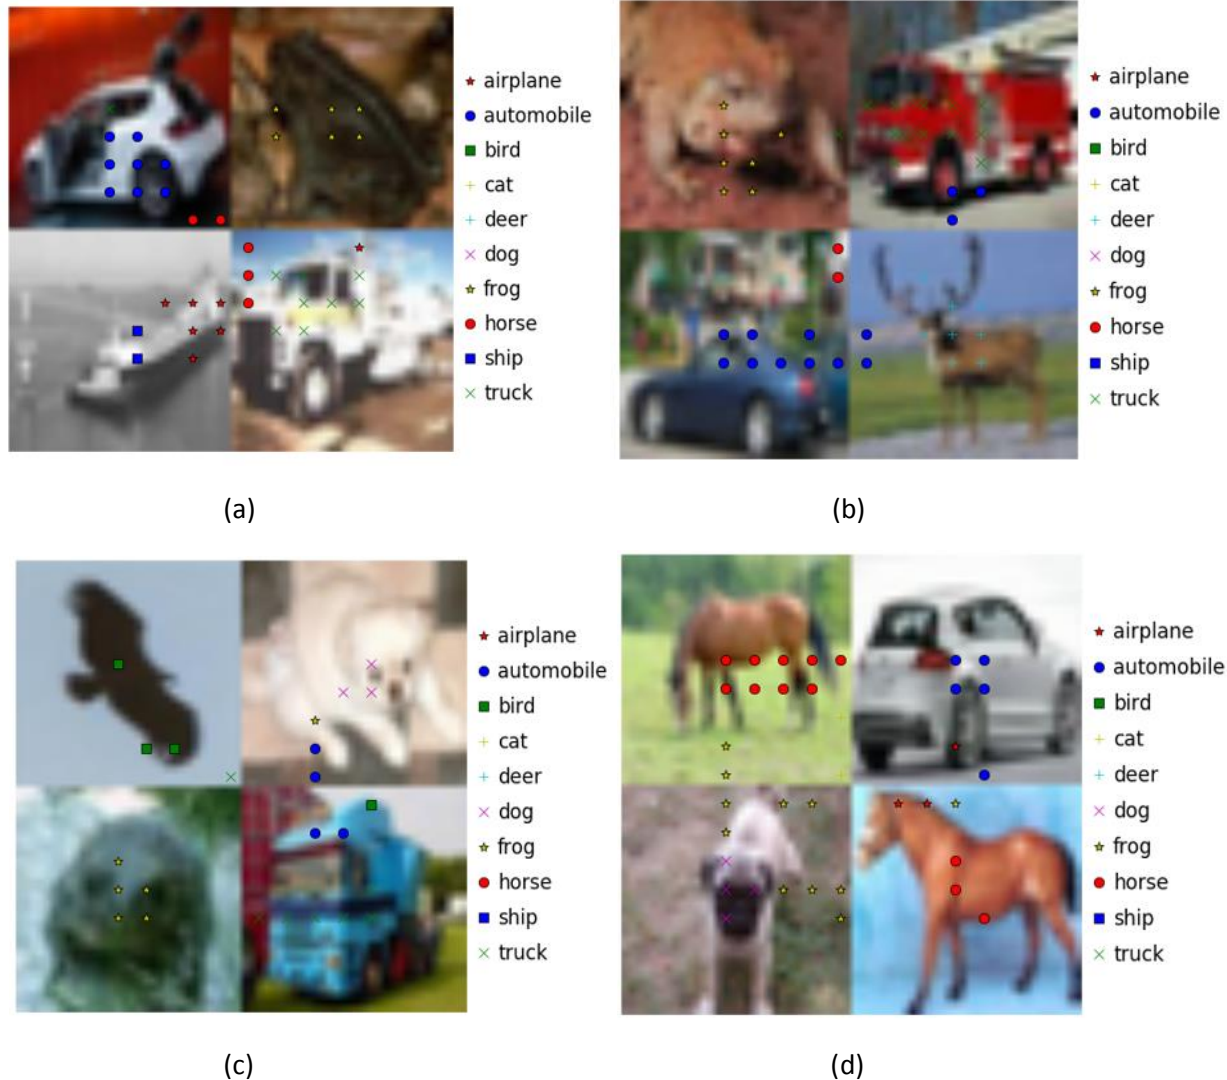 airplane
automobile
bird
cat
deer
dog
frog
horse
ship
truck
(a)
airplane
automobile
bird
cat
deer
dog
frog
horse
ship
truck
(b)
airplane
automobile
bird
cat
deer
dog
frog
horse
ship
truck
(c)
airplane
automobile
bird
cat
deer
dog
frog
horse
ship
truck
(d)